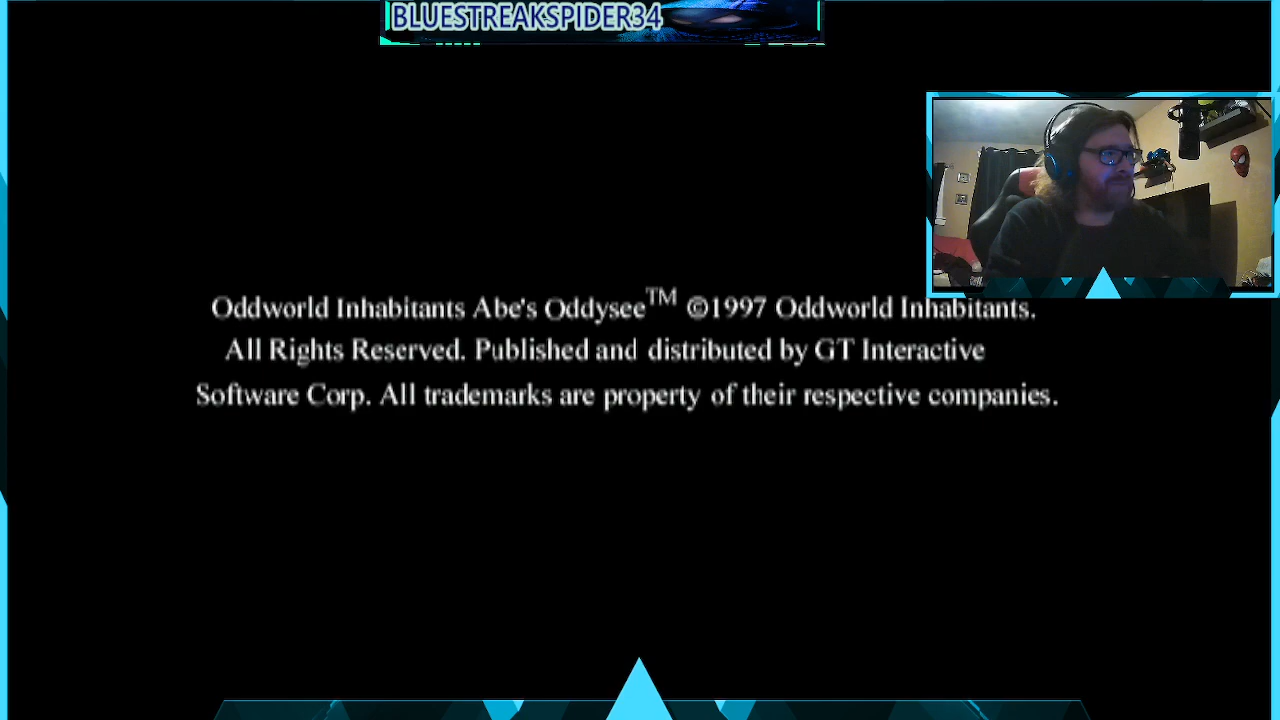 BLUESTREAKSPIDER34
Oddworld Inhabitants Abe's Oddysee™ ©1997 Oddworld Inhabitants.
All Rights Reserved. Published and distributed by GT Interactive
Software Corp. All trademarks are property of their respective companies.